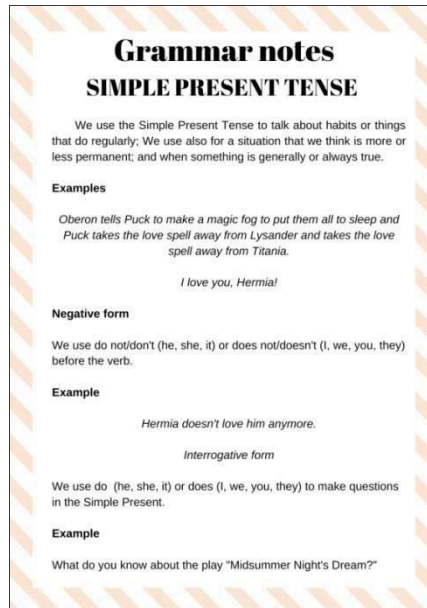 Grammar notes
SIMPLE PRESENT TENSE
We use the Simple Present Tense to talk about habits or things
that do regularly; We use also for a situation that we think is more or
less permanent; and when something is generally or always true.
Examples
Oberon tells Puck to make a magic fog to put them all to sleep and
Puck takes the love spell away from Lysander and takes the love
spell away from Titania.
I love you, Hermia!
Negative form
We use do not/don't (he, she, it) or does not/doesn't (I, we, you, they)
before the verb.
Example
Hermia doesn't love him anymore.
Interrogative form
We use do (he, she, it) or does (I, we, you, they) to make questions
in the Simple Present.
Example
What do you know about the play "Midsummer Night's Dream?"